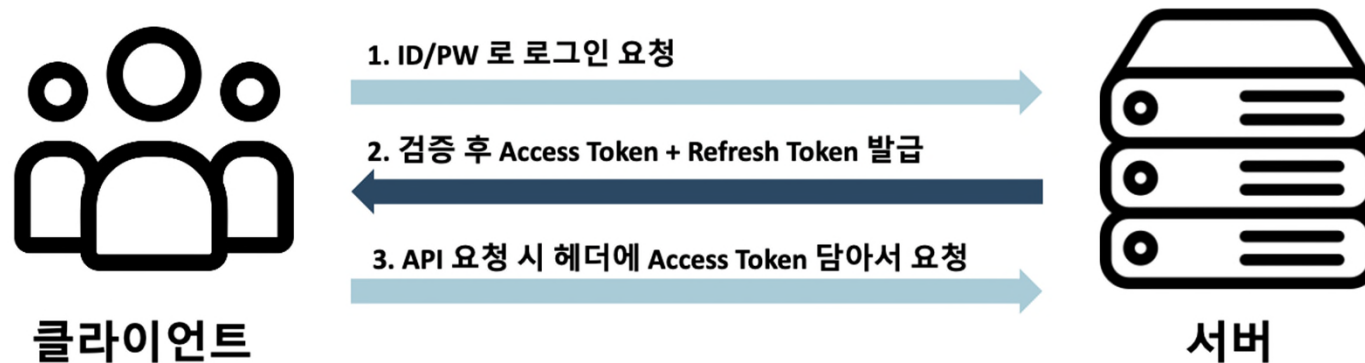 1. ID/PW 로 로그인 요청
2. 검증 후 Access Token + Refresh Token 발급
3. API 요청 시 헤더에 Access Token 담아서 요청
클라이언트
서버